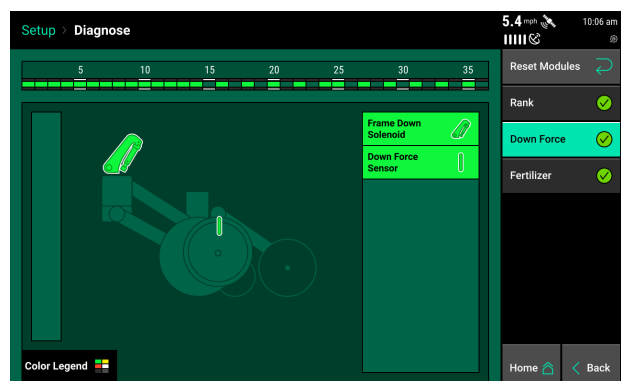 Setup > Diagnose
5.4 mph
10:06 am
5 10 15 20 25 30 35
Reset Modules
Rank
Down Force
Fertilizer
Frame Down
Solenoid
Down Force
Sensor
Color Legend
Home
Back